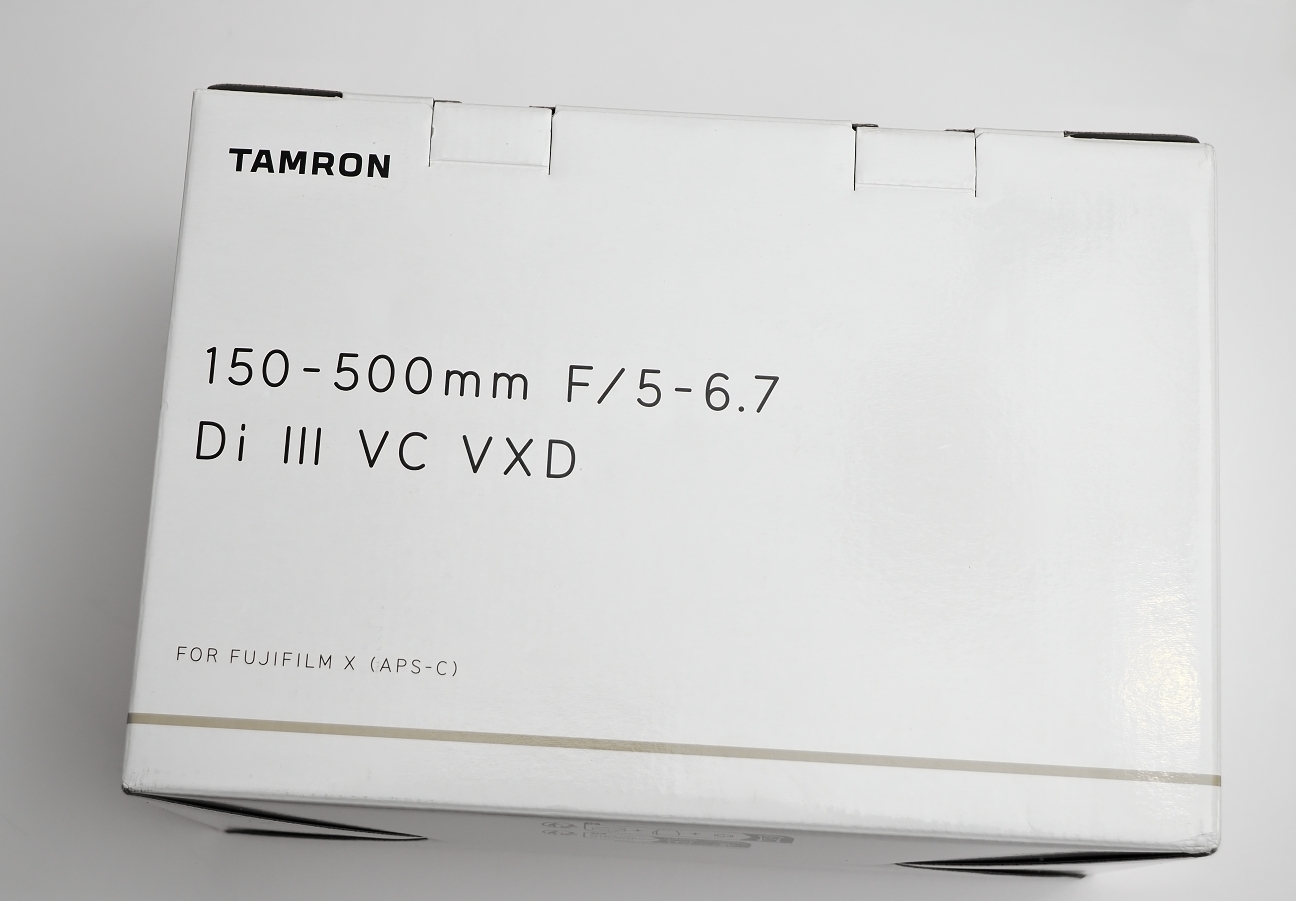 TAMRON
150-500mm F/5-6.7
Di III VC VXD
FOR FUJIFILM X (APS-C)